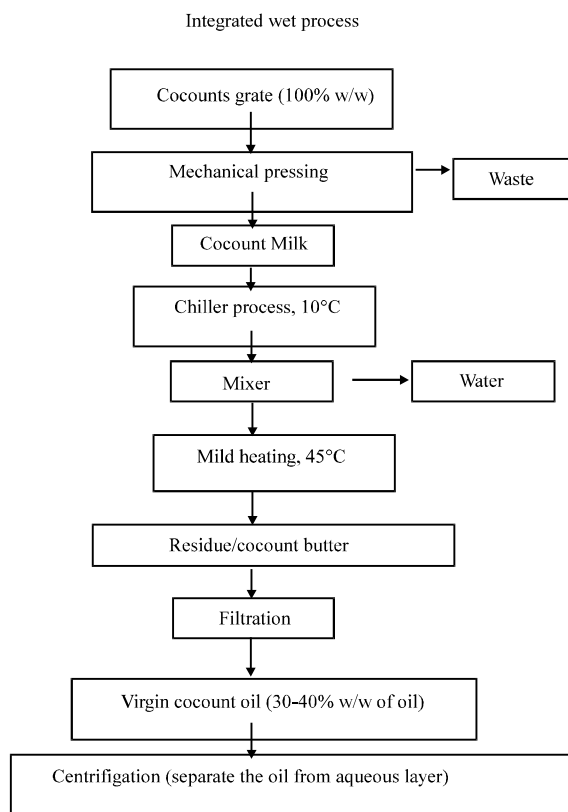 Integrated wet process
Cocounts grate (100% w/w)
Mechanical pressing
Waste
Cocount Milk
Chiller process, 10°C
Mixer
Water
Mild heating, 45°C
Residue/cocount butter
Filtration
Virgin cocount oil (30-40% w/w of oil)
Centrifigation (separate the oil from aqueous layer)